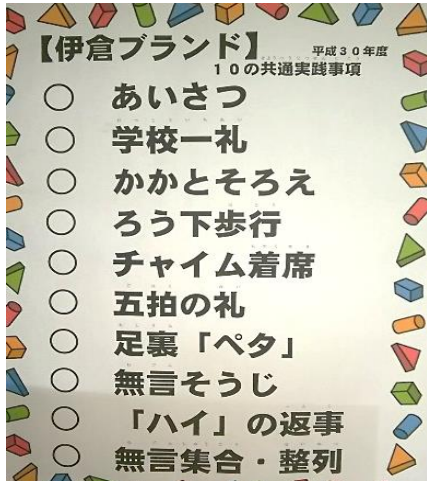 【伊倉ブランド】 平成30年度
10の共通実践事項
○ あいさつ
○ 学校一礼
○ かかとそろえ
○ ろう下歩行
○ チャイム着席
○ 五拍の礼
○ 足裏「ペタ」
○ 無言そうじ
○ 「ハイ」の返事
○ 無言集合・整列